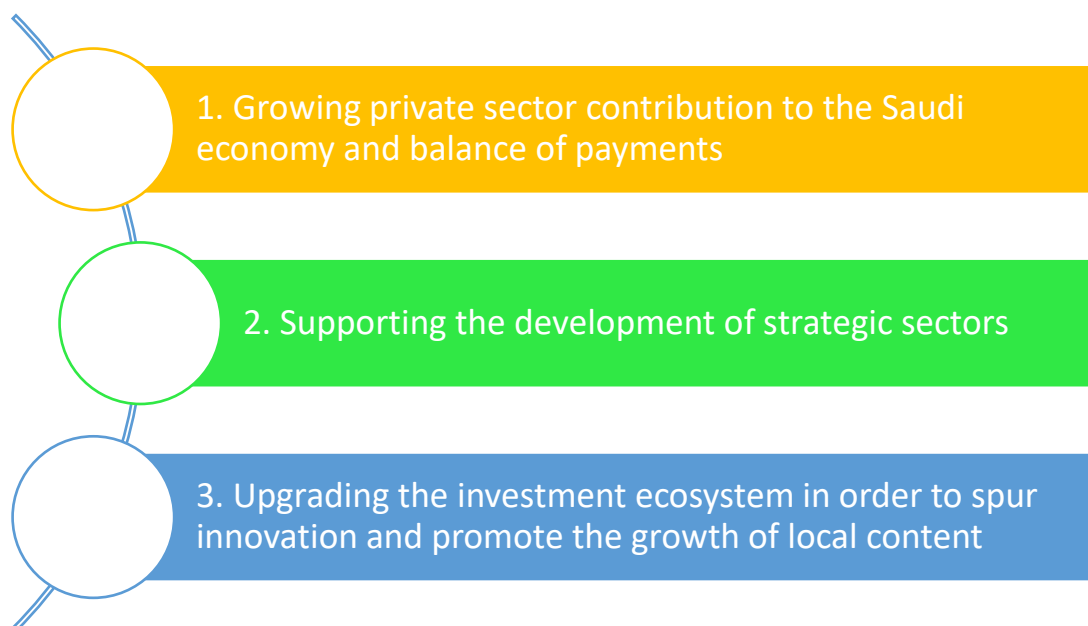 1. Growing private sector contribution to the Saudi
economy and balance of payments
2. Supporting the development of strategic sectors
3. Upgrading the investment ecosystem in order to spur
innovation and promote the growth of local content